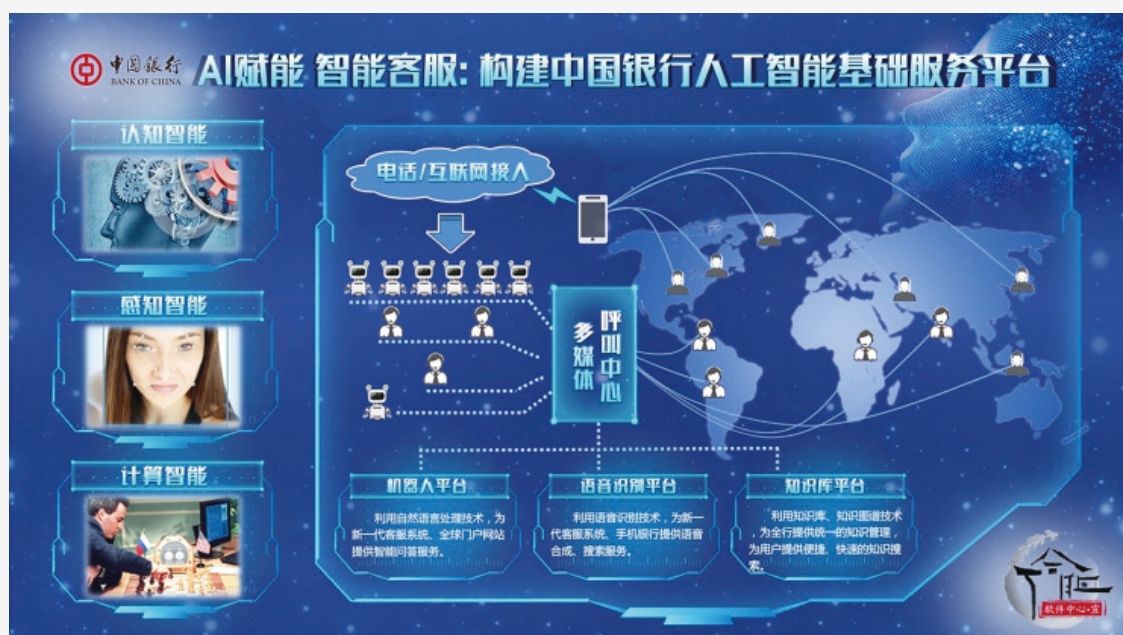 中国银行
BANK OF CHINA
AI赋能 智能客服: 构建中国银行人工智能基础服务平台
认知智能
感知智能
计算智能
电话/互联网接入
多媒体
呼叫中心
机器人平台
利用自然语言处理技术，为
新一代客服系统、全球门户网站
提供智能问答服务。
语音识别平台
利用语音识别技术，为新一
代客服系统、手机银行提供语音
合成、搜索服务。
知识库平台
利用知识库、知识图谱技术
，为全行提供统一的知识管理，
为用户提供便捷、快速的知识搜
索。
软件中心·宣